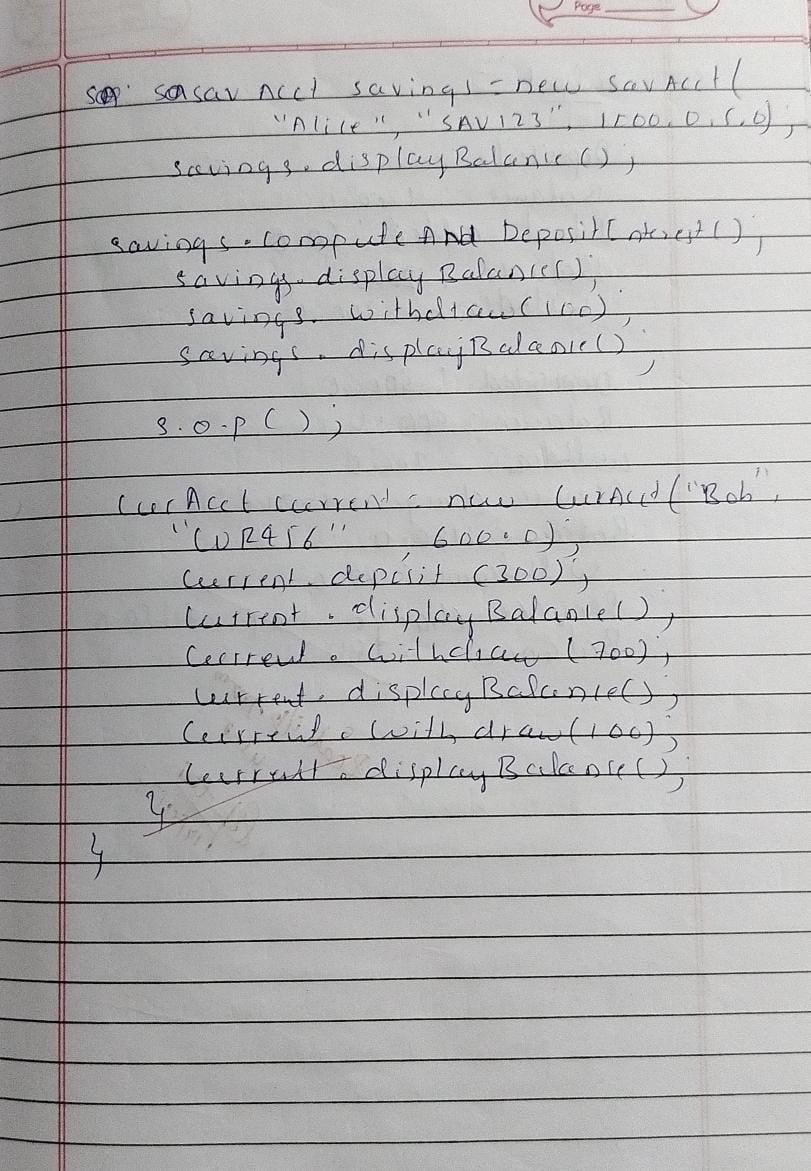 Page
SavAcct savings = new SavAcct(
"Alice", "SAV123", 1500.0, 5.0);
savings.displayBalance();
savings.computeAndDepositInterest();
savings.displayBalance();
savings.withdraw(100);
savings.displayBalance();
S.O.P();
CurAcct current = new CurAcct("Bob",
"CUR456", 600.0);
current.deposit(300);
current.displayBalance();
current.withdraw(700);
current.displayBalance();
current.withdraw(100);
current.displayBalance();
}
}